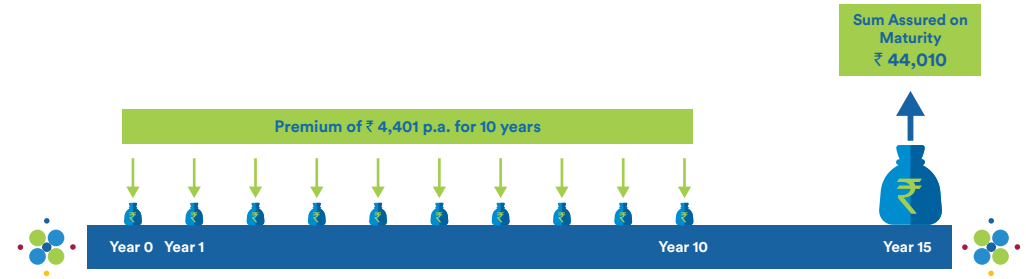 Sum Assured on
Maturity
₹ 44,010
Premium of ₹ 4,401 p.a. for 10 years
₹ ₹ ₹ ₹ ₹ ₹ ₹ ₹ ₹ ₹ ₹
Year 0 Year 1 Year 10 Year 15